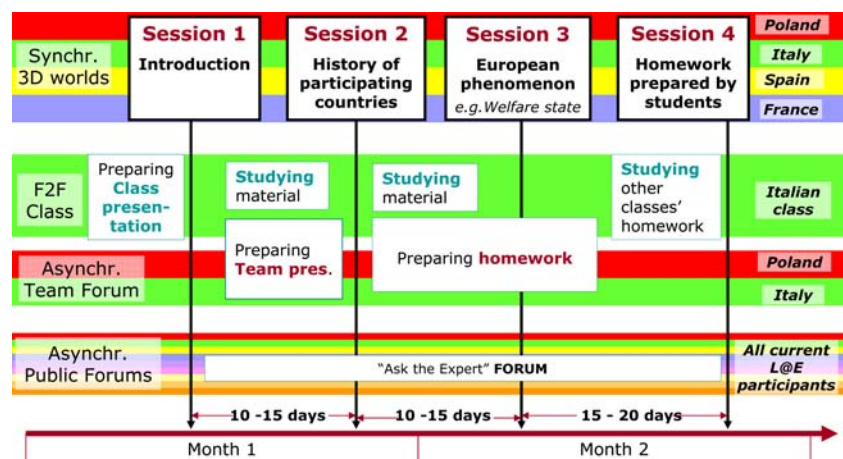 Synchr.
3D worlds
Session 1
Introduction
Session 2
History of
participating
countries
Session 3
European
phenomenon
e.g.Welfare state
Session 4
Homework
prepared by
students
Poland
Italy
Spain
France
F2F
Class
Preparing
Class
presen-
tation
Studying
material
Studying
material
Studying
other
classes’
homework
Italian
class
Preparing
Team pres.
Preparing homework
Asynchr.
Team Forum
Poland
Italy
Asynchr.
Public Forums
“Ask the Expert” FORUM
All current
L@E
participants
10 -15 days
10 -15 days
15 - 20 days
Month 1
Month 2